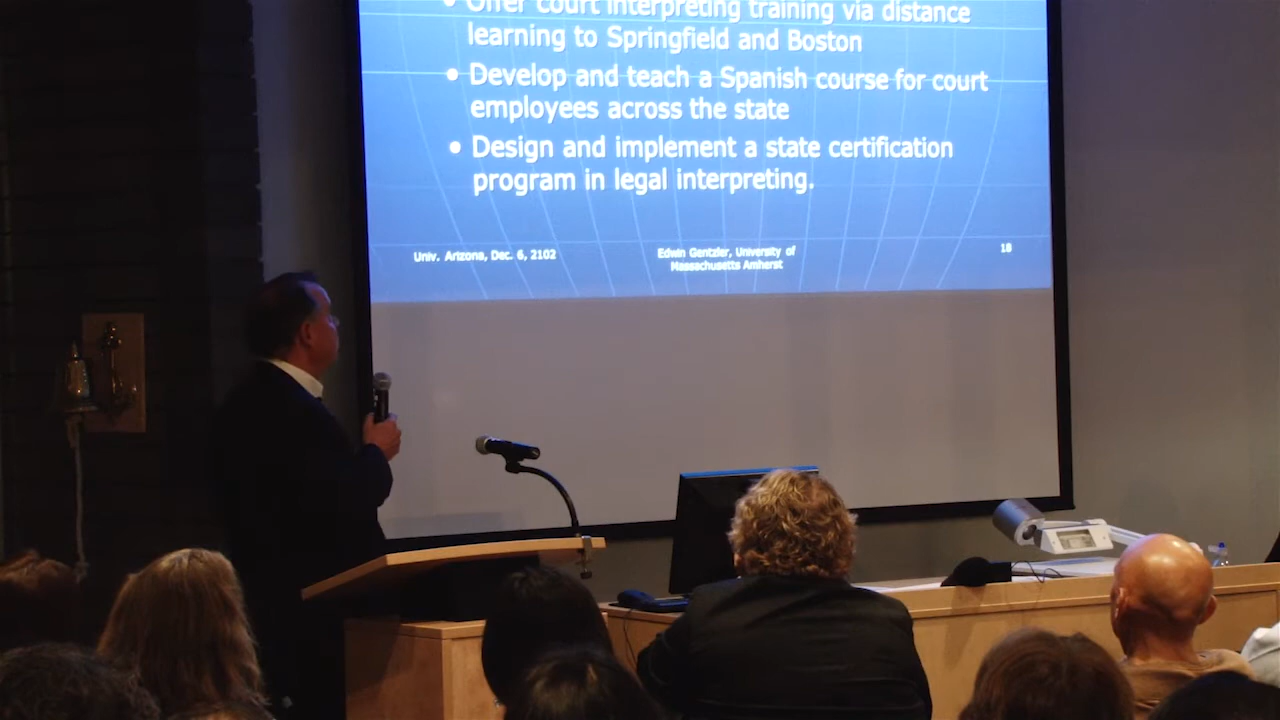 Offer court interpreting training via distance
learning to Springfield and Boston
Develop and teach a Spanish course for court
employees across the state
Design and implement a state certification
program in legal interpreting.
Univ. Arizona, Dec. 6, 2102
Edwin Gentzler, University of
Massachusetts Amherst
18